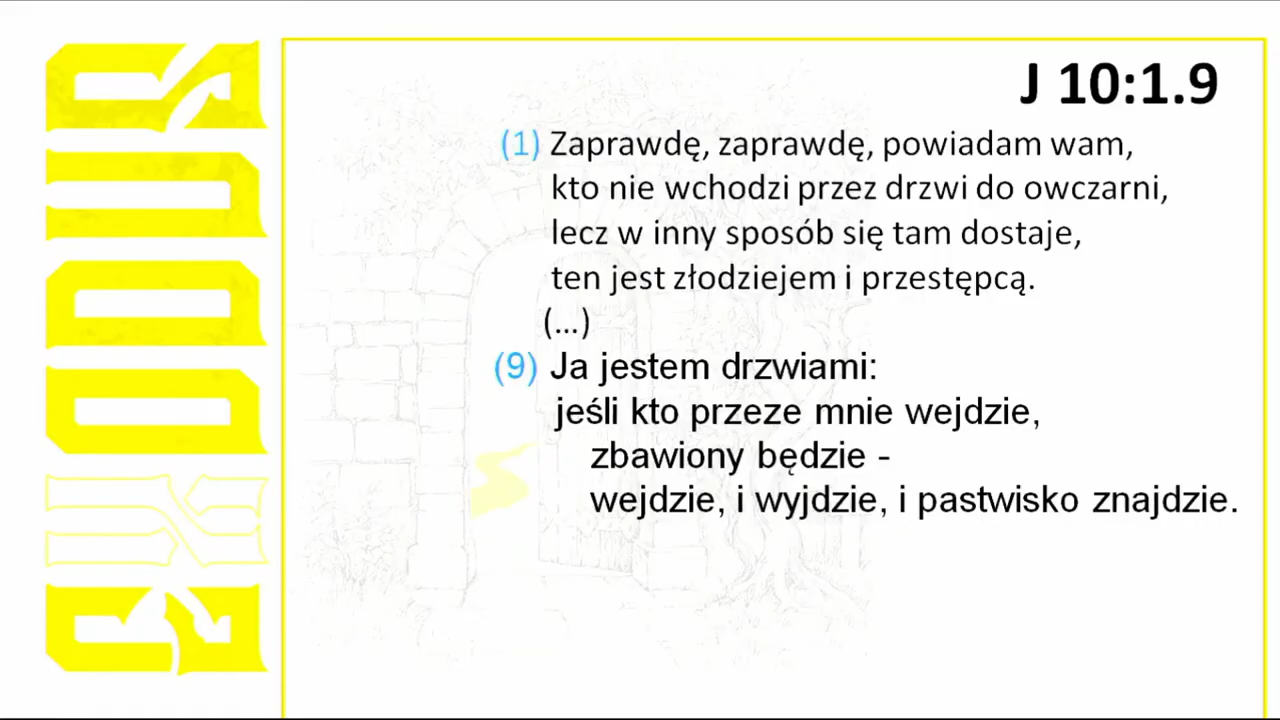 J 10:1.9
(1) Zaprawdę, zaprawdę, powiadam wam,
kto nie wchodzi przez drzwi do owczarni,
lecz w inny sposób się tam dostaje,
ten jest złodziejem i przestępcą.
(...)
(9) Ja jestem drzwiami:
jeśli kto przeze mnie wejdzie,
zbawiony będzie -
wejdzie, i wyjdzie, i pastwisko znajdzie.
EXODUS